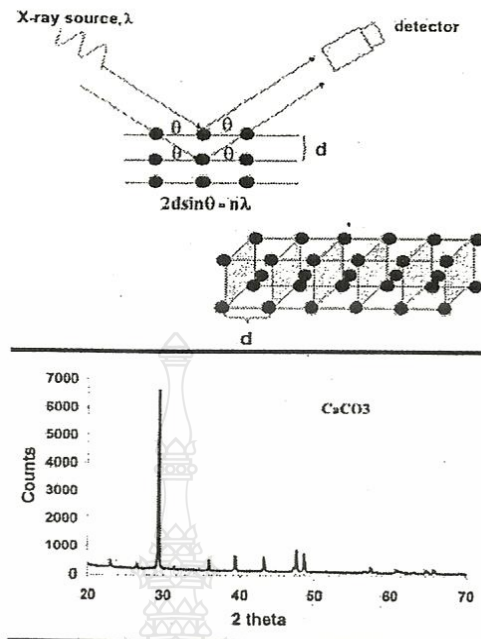 X-ray source, λ
detector
θ θ
d
θ θ
2dsinθ = nλ
d
7000
6000
5000
4000
3000
2000
1000
0
Counts
CaCO3
20 30 40 50 60 70
2 theta